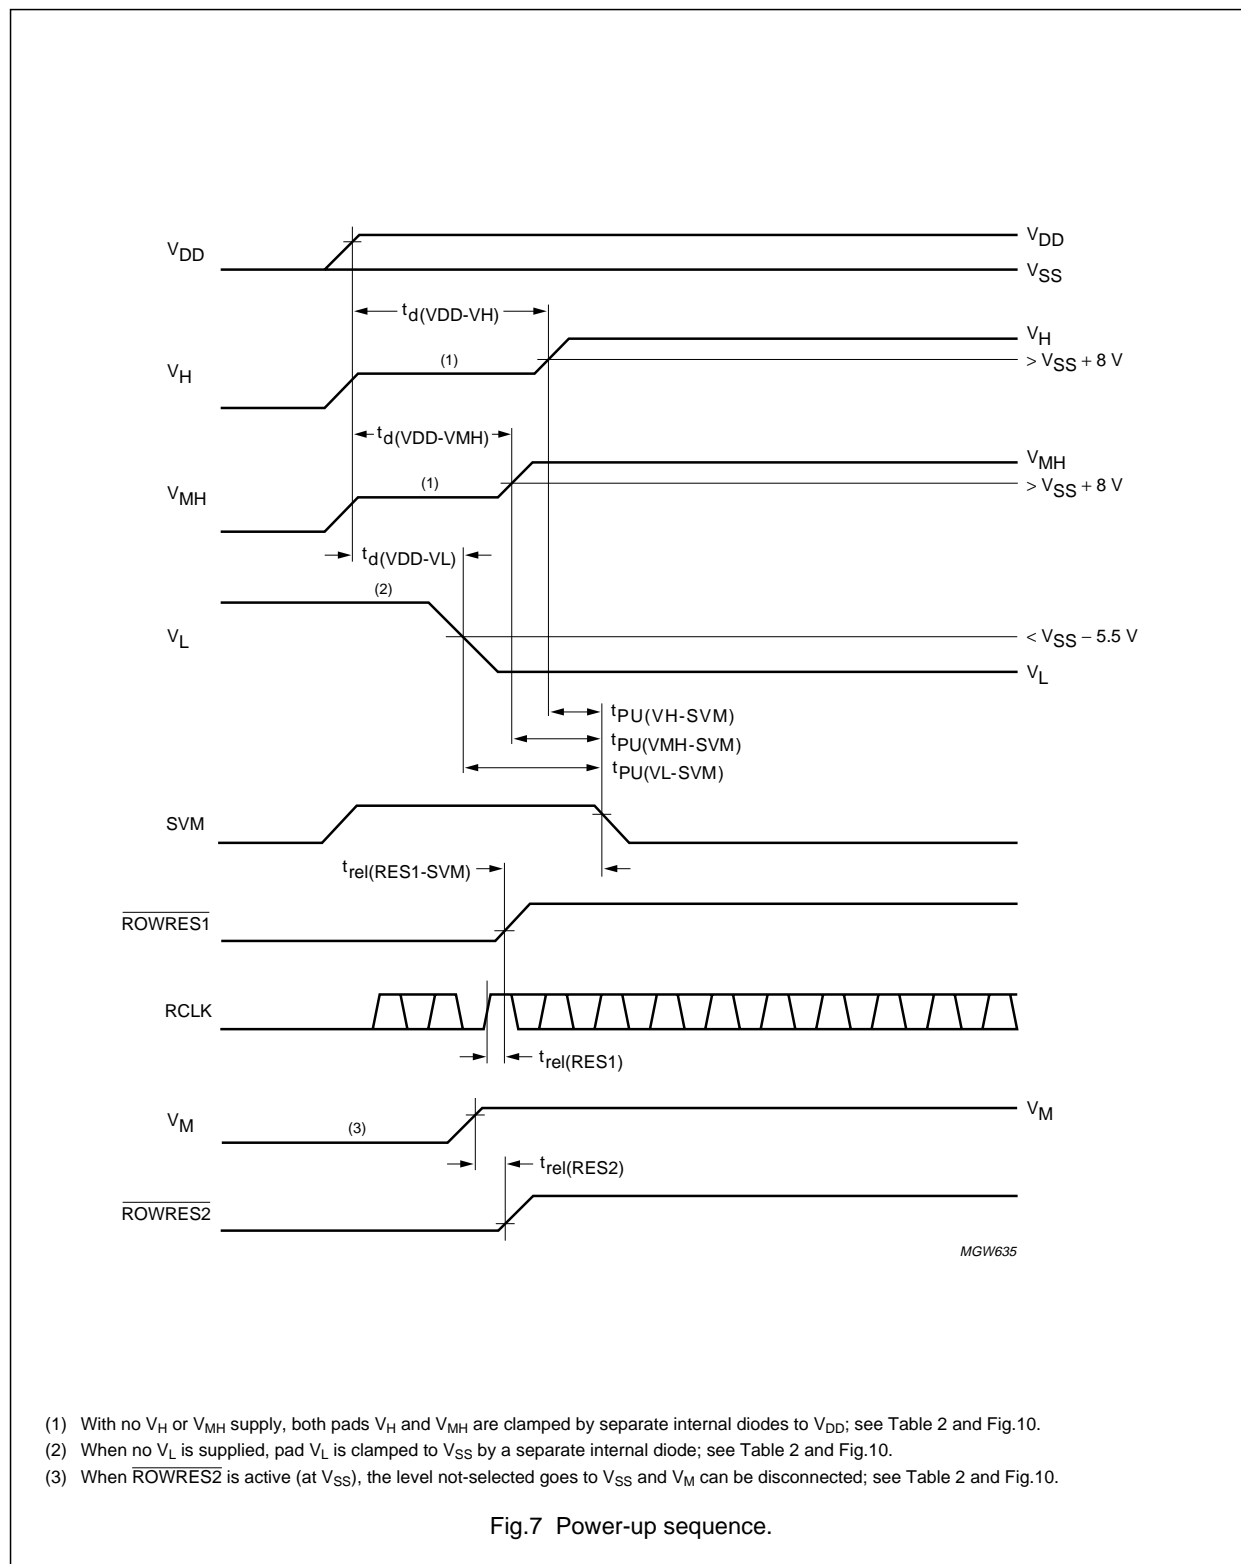 VDD
VDD
VSS
td(VDD-VH)
VH
(1)
> VSS + 8 V
VH
td(VDD-VMH)
VMH
(1)
> VSS + 8 V
VMH
td(VDD-VL)
(2)
VL
< VSS − 5.5 V
VL
tPU(VH-SVM)
tPU(VMH-SVM)
tPU(VL-SVM)
SVM
trel(RES1-SVM)
ROWRES1
RCLK
trel(RES1)
VM
(3)
VM
trel(RES2)
ROWRES2
MGW635
(1) With no VH or VMH supply, both pads VH and VMH are clamped by separate internal diodes to VDD; see Table 2 and Fig.10.
(2) When no VL is supplied, pad VL is clamped to VSS by a separate internal diode; see Table 2 and Fig.10.
(3) When ROWRES2 is active (at VSS), the level not-selected goes to VSS and VM can be disconnected; see Table 2 and Fig.10.
Fig.7 Power-up sequence.